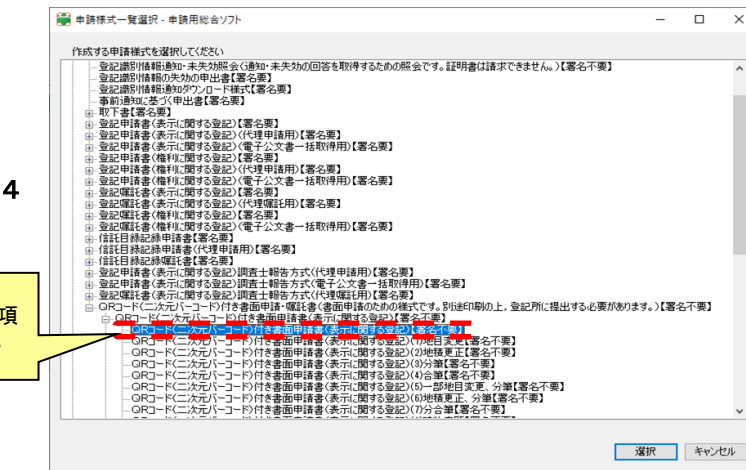 申請様式一覧選択 - 申請用総合ソフト
作成する申請様式を選択してください
登記識別情報通知・未失効照会(通知・未失効の回答を取得するための照会です。証明書は請求できません。)【署名不要】
登記識別情報の失効の申出書【署名要】
登記識別情報通知ダウンロード様式【署名要】
事前通知に基づく申出書【署名要】
取下書【署名要】
登記申請書(表示に関する登記)【署名要】
登記申請書(表示に関する登記)(代理申請用)【署名要】
登記申請書(表示に関する登記)(電子公文書一括取得用)【署名要】
登記申請書(権利に関する登記)【署名要】
登記申請書(権利に関する登記)(代理申請用)【署名要】
登記申請書(権利に関する登記)(電子公文書一括取得用)【署名要】
登記嘱託書(表示に関する登記)【署名要】
登記嘱託書(表示に関する登記)(代理嘱託用)【署名要】
登記嘱託書(権利に関する登記)【署名要】
登記嘱託書(権利に関する登記)(電子公文書一括取得用)【署名要】
信託目録記録申請書【署名要】
信託目録記録申請書(代理申請用)【署名要】
信託目録記録嘱託書【署名要】
登記申請書(表示に関する登記)調査士報告方式(代理申請用)【署名要】
登記申請書(表示に関する登記)調査士報告方式(電子公文書一括取得用)【署名要】
登記嘱託書(表示に関する登記)調査士報告方式(代理嘱託用)【署名要】
QRコード(二次元バーコード)付き書面申請・嘱託書(書面申請のための様式です。別途印刷の上，登記所に提出する必要があります。)【署名不要】
QRコード(二次元バーコード)付き書面申請書(表示に関する登記)【署名不要】
QRコード(二次元バーコード)付き書面申請書(表示に関する登記)【署名不要】
QRコード(二次元バーコード)付き書面申請書(表示に関する登記)(1)地目変更【署名不要】
QRコード(二次元バーコード)付き書面申請書(表示に関する登記)(2)地積更正【署名不要】
QRコード(二次元バーコード)付き書面申請書(表示に関する登記)(3)分筆【署名不要】
QRコード(二次元バーコード)付き書面申請書(表示に関する登記)(4)合筆【署名不要】
QRコード(二次元バーコード)付き書面申請書(表示に関する登記)(5)一部地目変更、分筆【署名不要】
QRコード(二次元バーコード)付き書面申請書(表示に関する登記)(6)地積更正、分筆【署名不要】
QRコード(二次元バーコード)付き書面申請書(表示に関する登記)(7)分合筆【署名不要】
選択
キャンセル
4
項